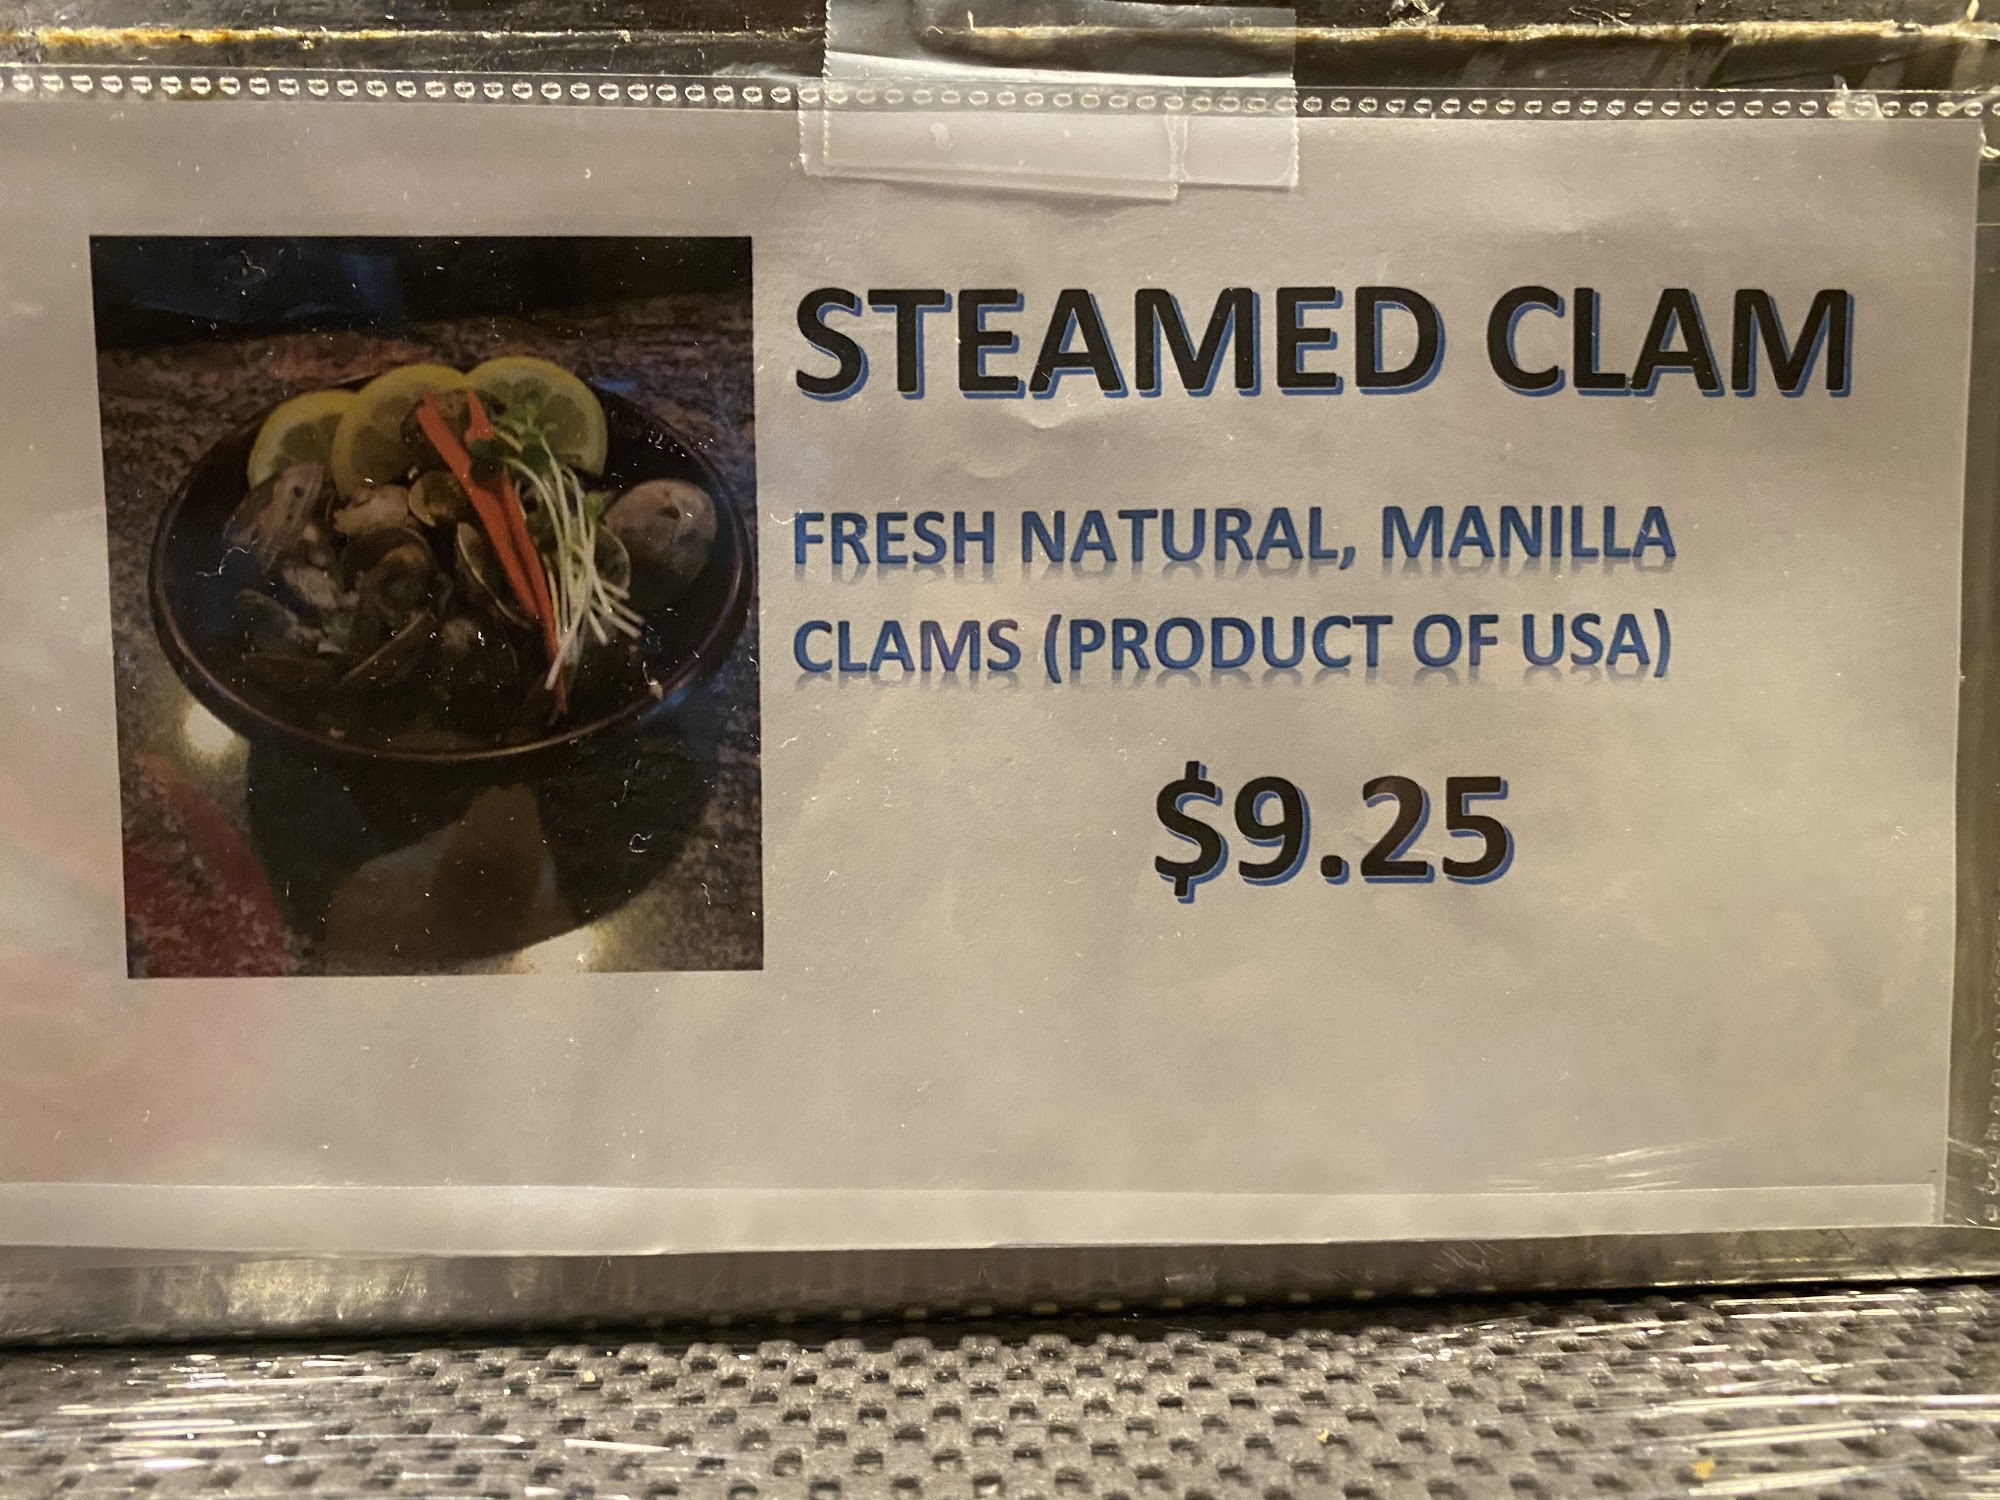 STEAMED CLAM
FRESH NATURAL, MANILLA
CLAMS (PRODUCT OF USA)
$9.25